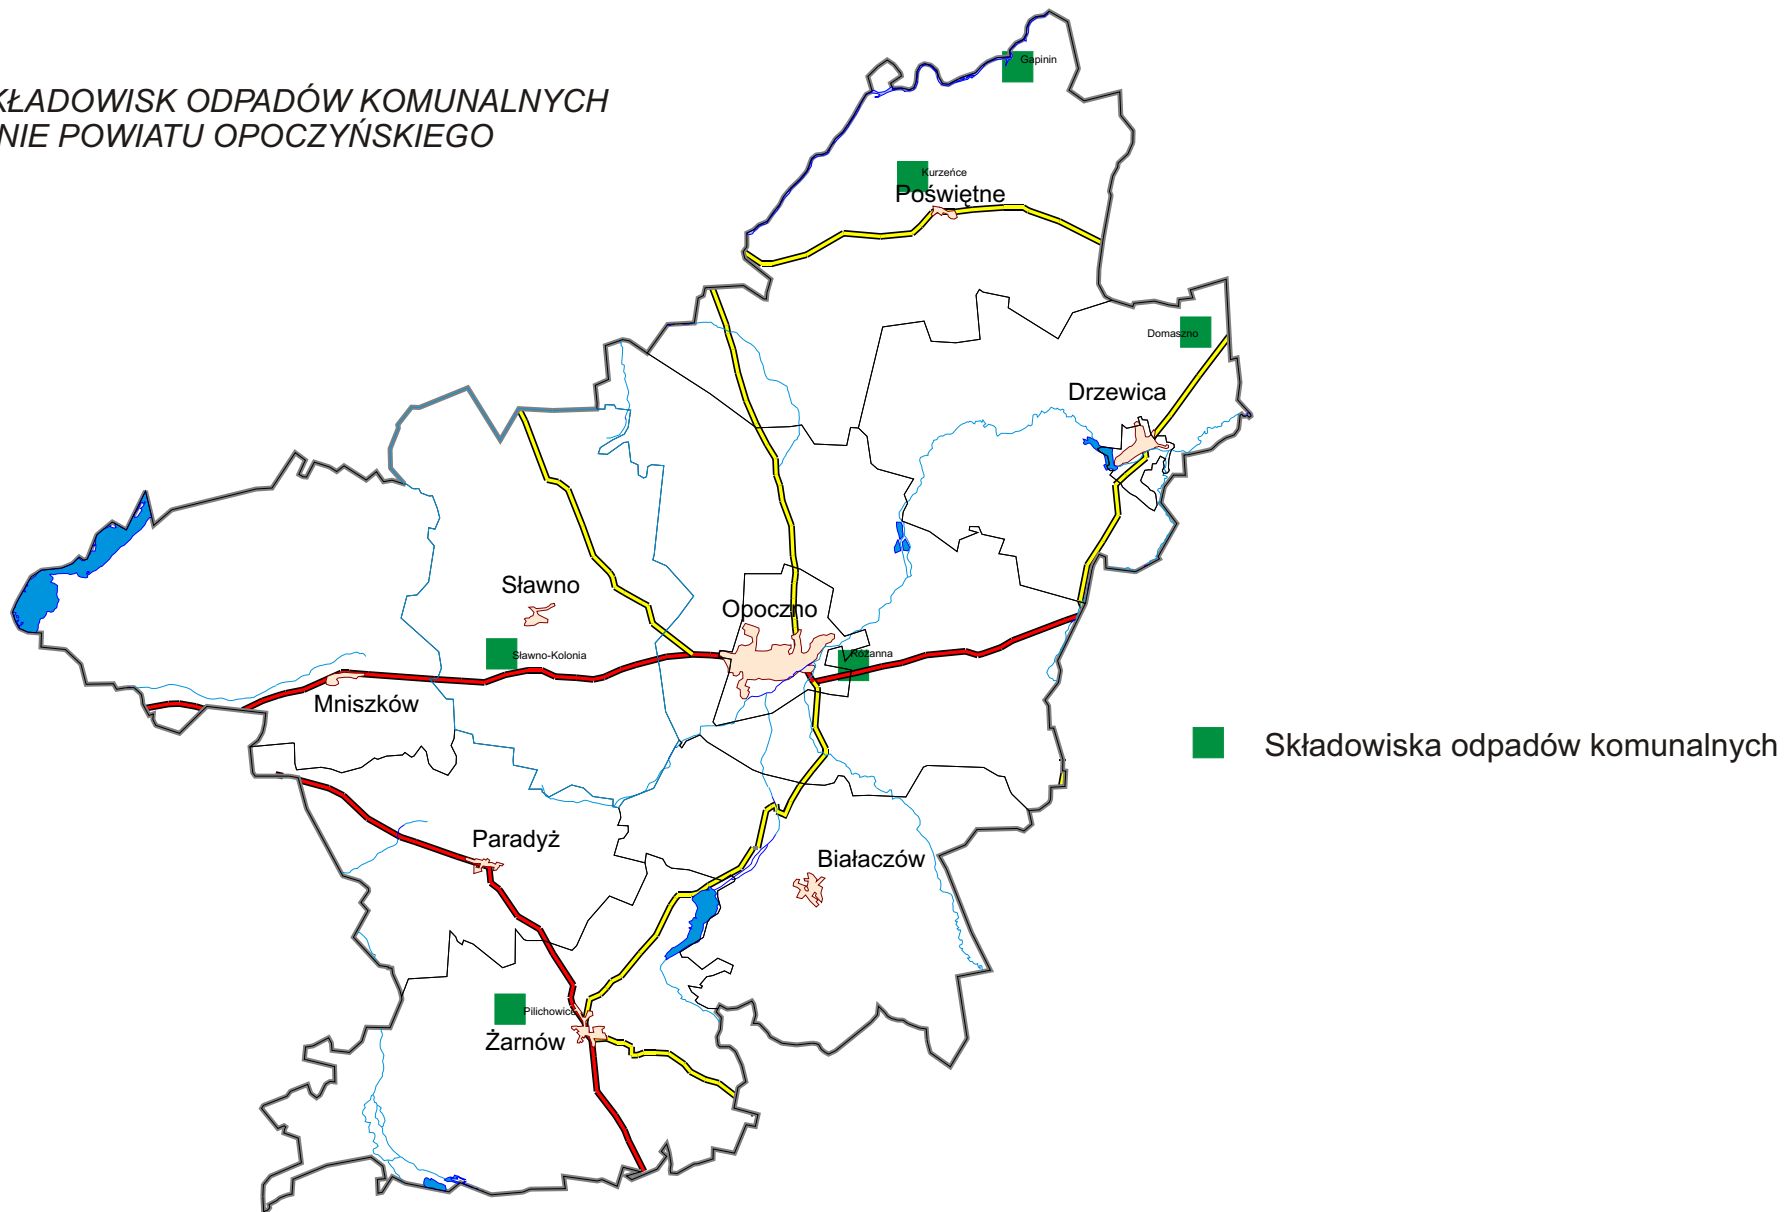 KŁADOWISK ODPADÓW KOMUNALNYCH
NIE POWIATU OPOCZYŃSKIEGO
Gapinin
Kurzeńce
Poświętne
Domaszno
Drzewica
Sławno
Opoczno
Sławno-Kolonia
Różanna
Mniszków
Składowiska odpadów komunalnych
Paradyż
Białaczów
Pilichowice
Żarnów